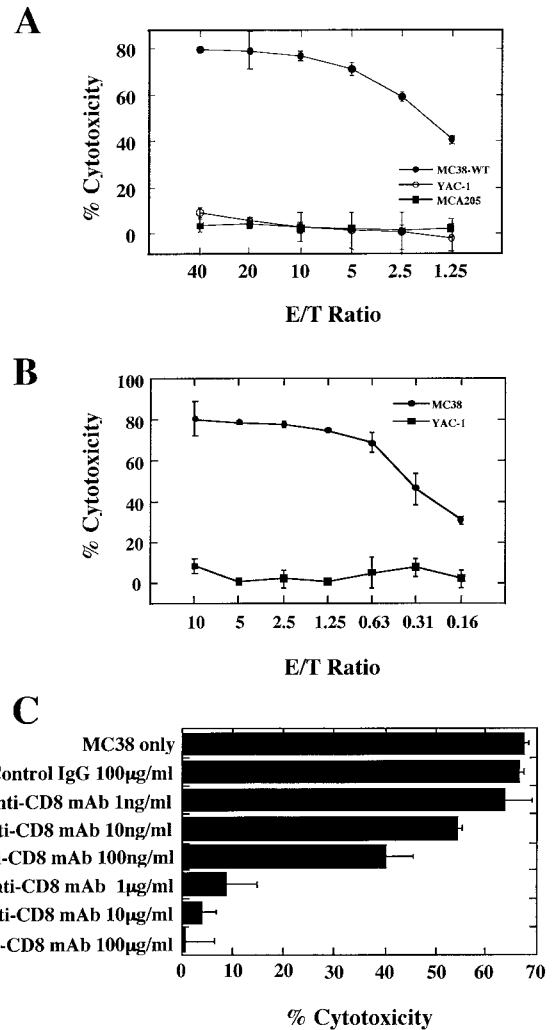 A
80
60
40
20
0
% Cytotoxicity
MC38-WT
YAC-1
MCA205
40 20 10 5 2.5 1.25
E/T Ratio
B
100
80
60
40
20
0
% Cytotoxicity
MC38
YAC-1
10 5 2.5 1.25 0.63 0.31 0.16
E/T Ratio
C
MC38 only
Control IgG 100µg/ml
nti-CD8 mAb 1ng/ml
ti-CD8 mAb 10ng/ml
i-CD8 mAb 100ng/ml
nti-CD8 mAb 1µg/ml
ti-CD8 mAb 10µg/ml
-CD8 mAb 100µg/ml
0 10 20 30 40 50 60 70
% Cytotoxicity